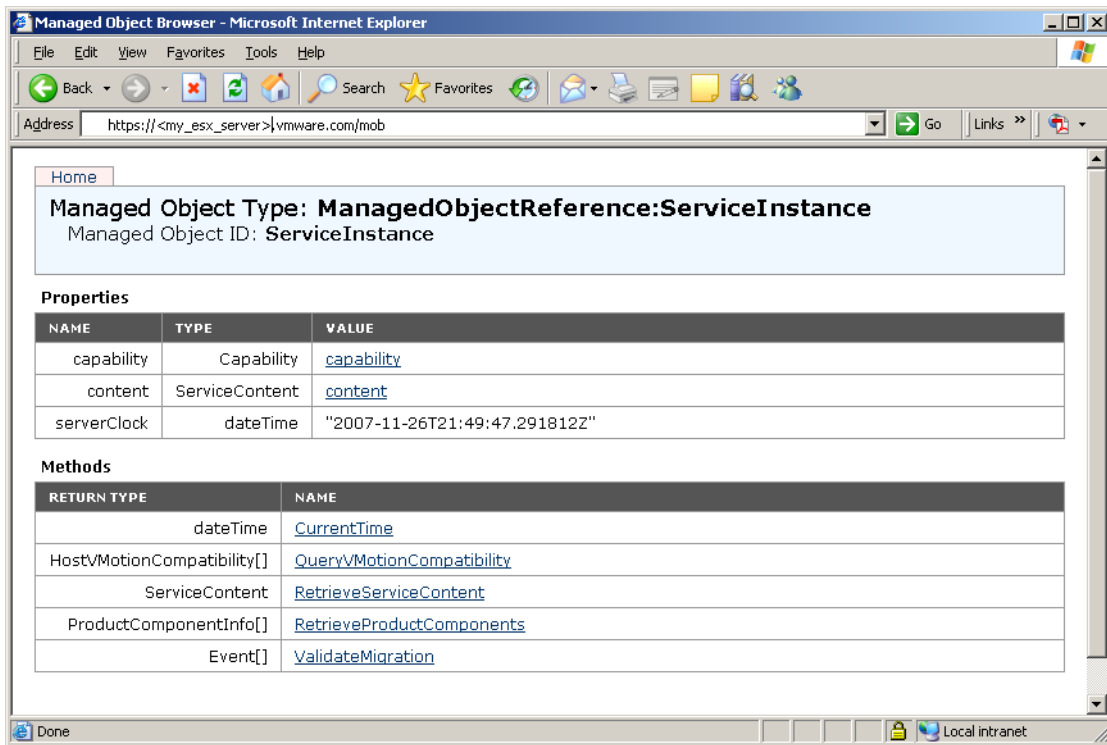 Managed Object Browser - Microsoft Internet Explorer
File Edit View Favorites Tools Help
Back Search Favorites
Address https://<my_esx_server>.vmware.com/mob Go Links »
Home
Managed Object Type: ManagedObjectReference:ServiceInstance
Managed Object ID: ServiceInstance
Properties
NAME TYPE VALUE
capability Capability capability
content ServiceContent content
serverClock dateTime "2007-11-26T21:49:47.291812Z"
Methods
RETURN TYPE NAME
dateTime CurrentTime
HostVMotionCompatibility[] QueryVMotionCompatibility
ServiceContent RetrieveServiceContent
ProductComponentInfo[] RetrieveProductComponents
Event[] ValidateMigration
Done Local intranet